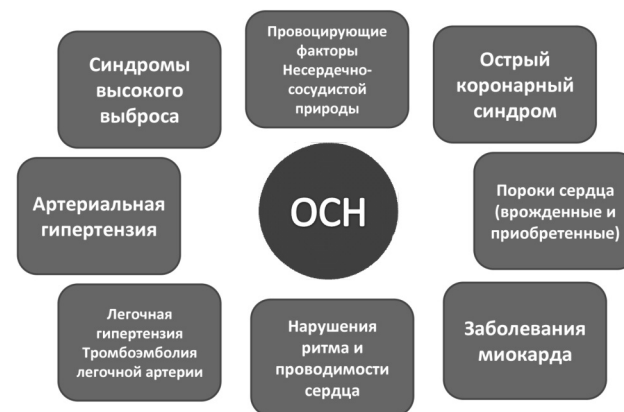 Провоцирующие
факторы
Несердечно-
сосудистой
природы
Синдромы
высокого
выброса
Острый
коронарный
синдром
Артериальная
гипертензия
ОСН
Пороки сердца
(врожденные и
приобретенные)
Легочная
гипертензия
Тромбоэмболия
легочной артерии
Нарушения
ритма и
проводимости
сердца
Заболевания
миокарда